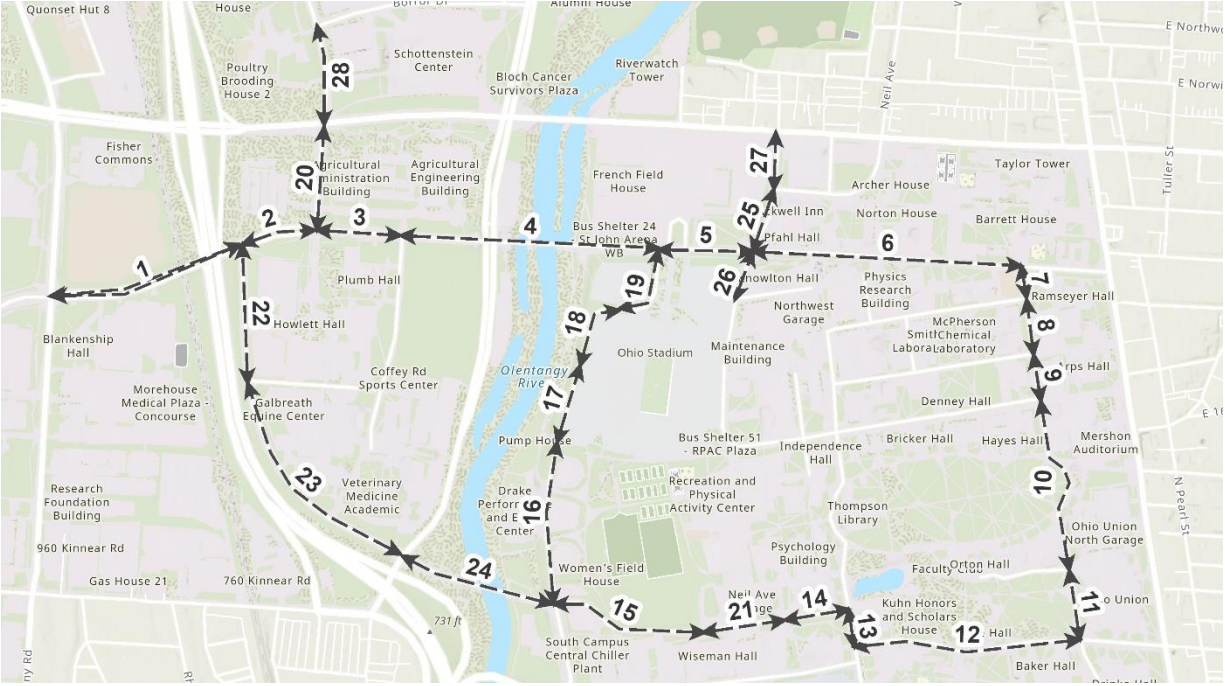 Quonset Hut 8
House
Alumni House
E Northwo
Schottenstein
Center
Riverwatch
Tower
Poultry
Brooding
House 2
Bloch Cancer
Survivors Plaza
28
Neil Ave
E Norwi
Fisher
Commons
Agricultural
Building
Agricultural
Engineering
Building
20
French Field
House
27
Taylor Tower
Tuller St
Archer House
2
3
4
Bus Shelter 24
- St John Arena
WB
5
25
Pfahl Hall
6
Norton House
Barrett House
1
Plumb Hall
19
26
Physics
Research
Building
7
Ramseyer Hall
22
Howlett Hall
18
Northwest
Garage
McPherson
Chemical
Laboratory
8
Blankenship
Hall
Ohio Stadium
Maintenance
Building
Olentangy
River
Coffey Rd
Sports Center
9
Morehouse
Medical Plaza -
Concourse
Galbreath
Equine Center
17
Denney Hall
E 16
Pump House
Bus Shelter 51
- RPAC Plaza
Independence
Hall
Bricker Hall
Hayes Hall
Mershon
Auditorium
23
Veterinary
Medicine
Academic
Drake
Center
16
Recreation and
Physical
Activity Center
10
N Pearl St
Research
Foundation
Building
Thompson
Library
Ohio Union
North Garage
960 Kinnear Rd
Psychology
Building
Gas House 21
760 Kinnear Rd
24
Women's Field
House
Orton Hall
15
21
14
Kuhn Honors
and Scholars
House
11
731 ft
13
12
Hall
South Campus
Central Chiller
Plant
Wiseman Hall
Baker Hall